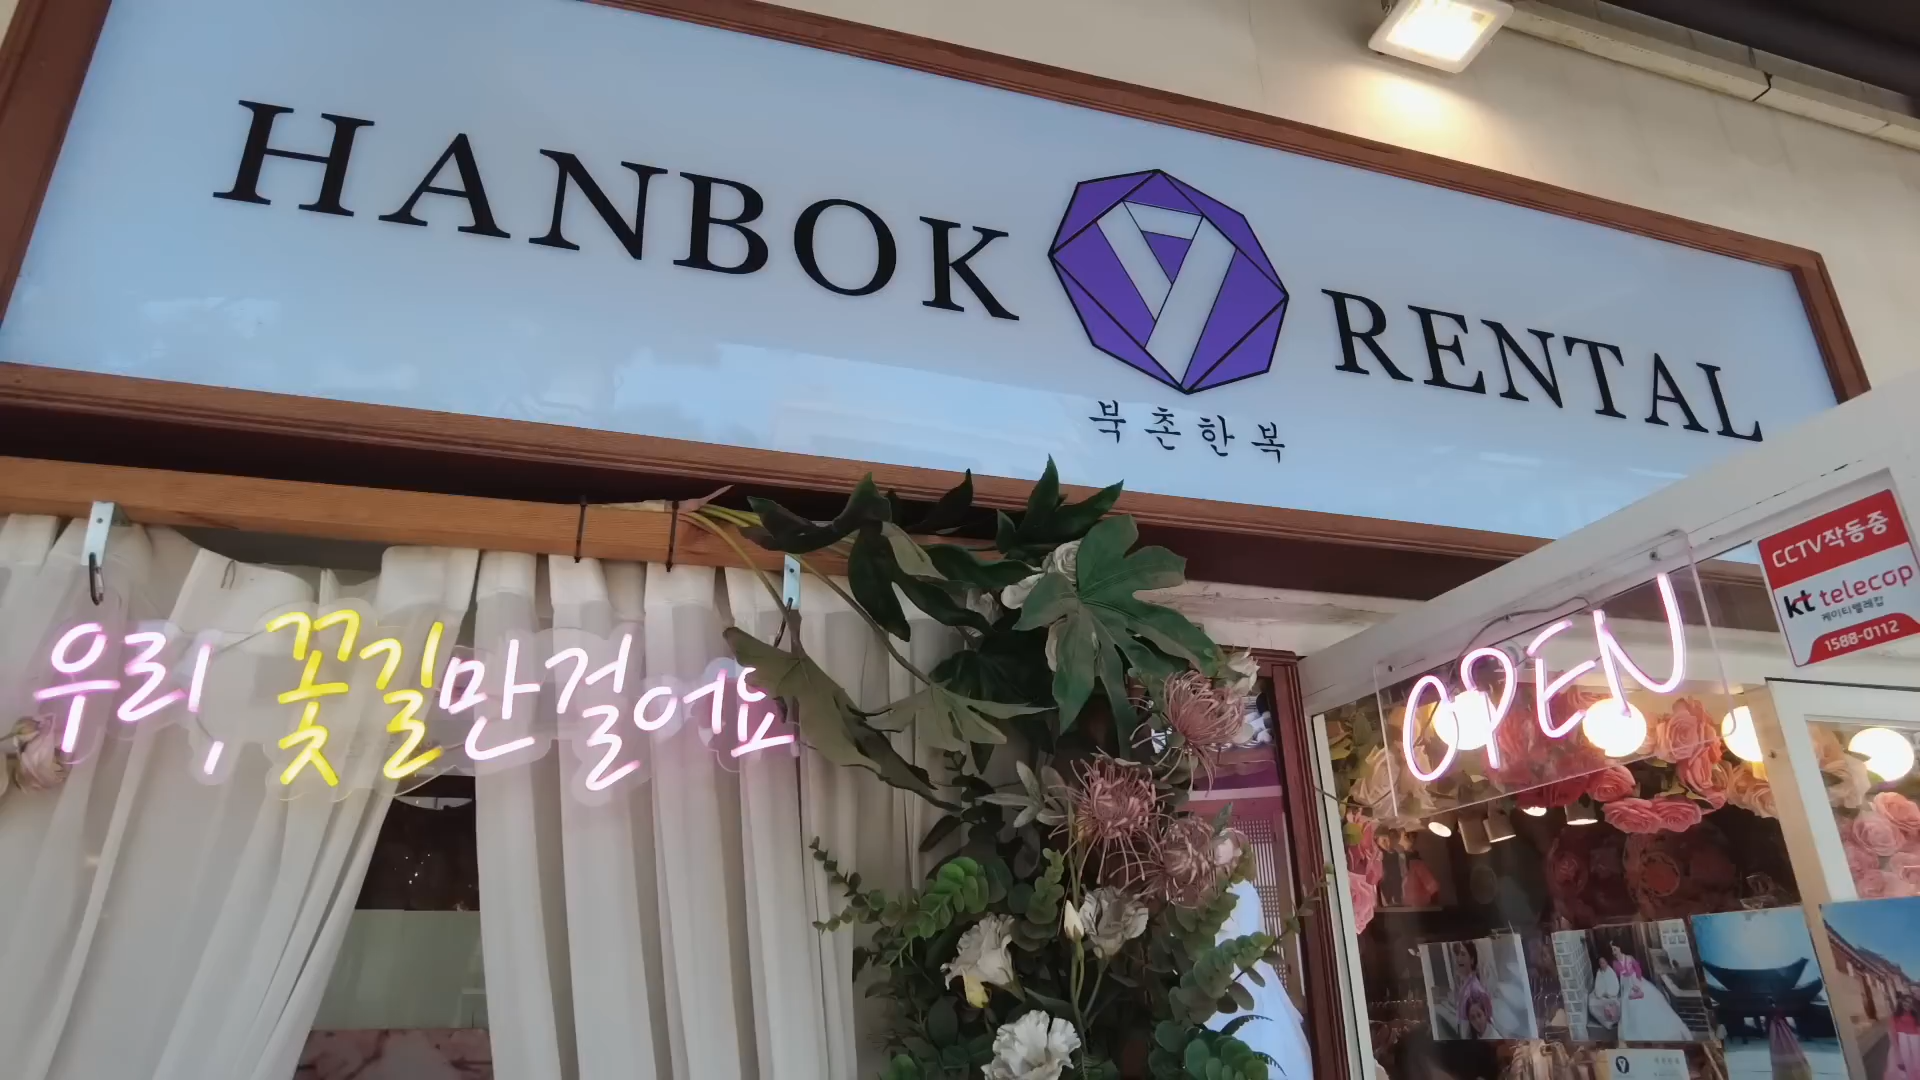 HANBOK RENTAL
북촌한복
우리, 꽃길만 걸어요
OPEN
CCTV작동중
kt telecop
케이티텔레캅
1588-0112